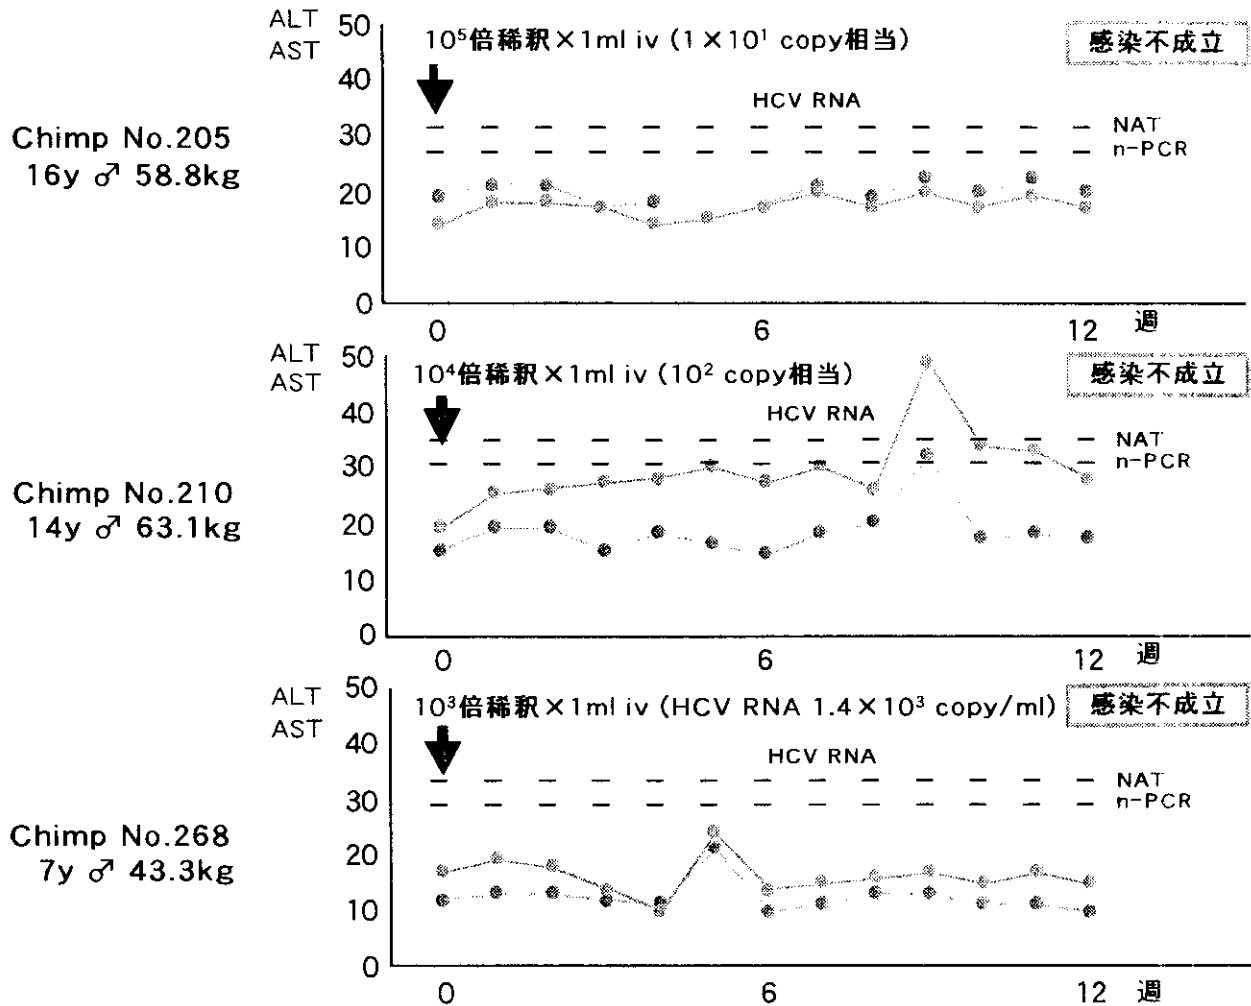 ALT
AST
50
40
30
20
10
0
10⁵倍稀釈×1ml iv (1×10¹ copy相当)
感染不成立
HCV RNA
NAT
n-PCR
Chimp No.205
16y ♂ 58.8kg
0 6 12 週
ALT
AST
50
40
30
20
10
0
10⁴倍稀釈×1ml iv (10² copy相当)
感染不成立
HCV RNA
NAT
n-PCR
Chimp No.210
14y ♂ 63.1kg
0 6 12 週
ALT
AST
50
40
30
20
10
0
10³倍稀釈×1ml iv (HCV RNA 1.4×10³ copy/ml)
感染不成立
HCV RNA
NAT
n-PCR
Chimp No.268
7y ♂ 43.3kg
0 6 12 週